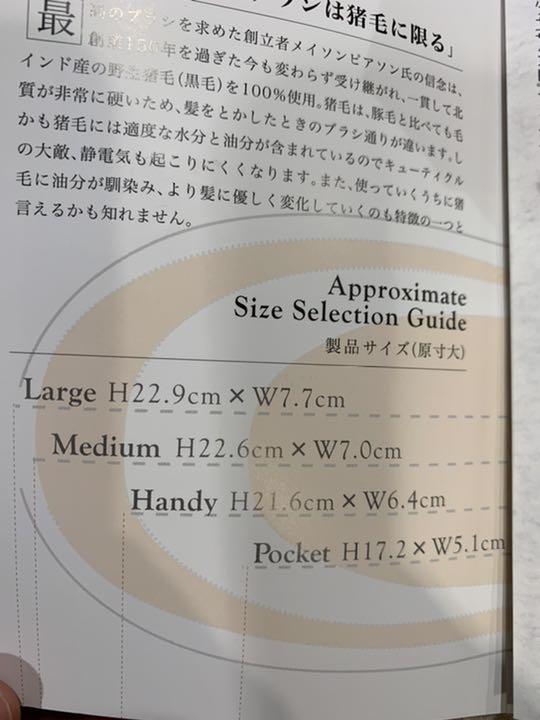 ンは猪毛に限る」
最 のブラシを求めた創立者メイソンピアソン氏の信念は、
創業150年を過ぎた今も変わらず受け継がれ、一貫して北
インド産の野生猪毛(黒毛)を100%使用。猪毛は、豚毛と比べても毛
質が非常に硬いため、髪をとかしたときのブラシ通りが違います。し
かも猪毛には適度な水分と油分が含まれているのでキューティクル
の大敵、静電気も起こりにくくなります。また、使っていくうちに猪
毛に油分が馴染み、より髪に優しく変化していくのも特徴の一つと
言えるかも知れません。
Approximate
Size Selection Guide
製品サイズ(原寸大)
Large H22.9cm×W7.7cm
Medium H22.6cm×W7.0cm
Handy H21.6cm×W6.4cm
Pocket H17.2×W5.1cm